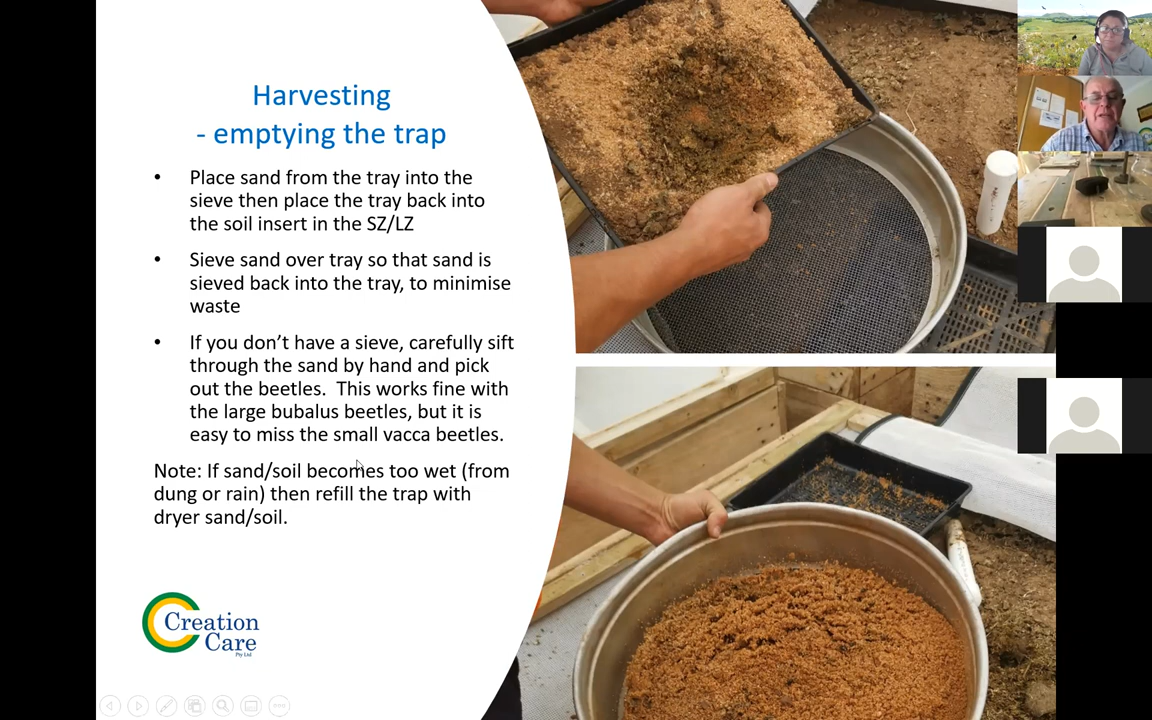 Harvesting
- emptying the trap
• Place sand from the tray into the
sieve then place the tray back into
the soil insert in the SZ/LZ
• Sieve sand over tray so that sand is
sieved back into the tray, to minimise
waste
• If you don’t have a sieve, carefully sift
through the sand by hand and pick
out the beetles.  This works fine with
the large bubalus beetles, but it is
easy to miss the small vacca beetles.
Note: If sand/soil becomes too wet (from
dung or rain) then refill the trap with
dryer sand/soil.
Creation
Care
Pty Ltd